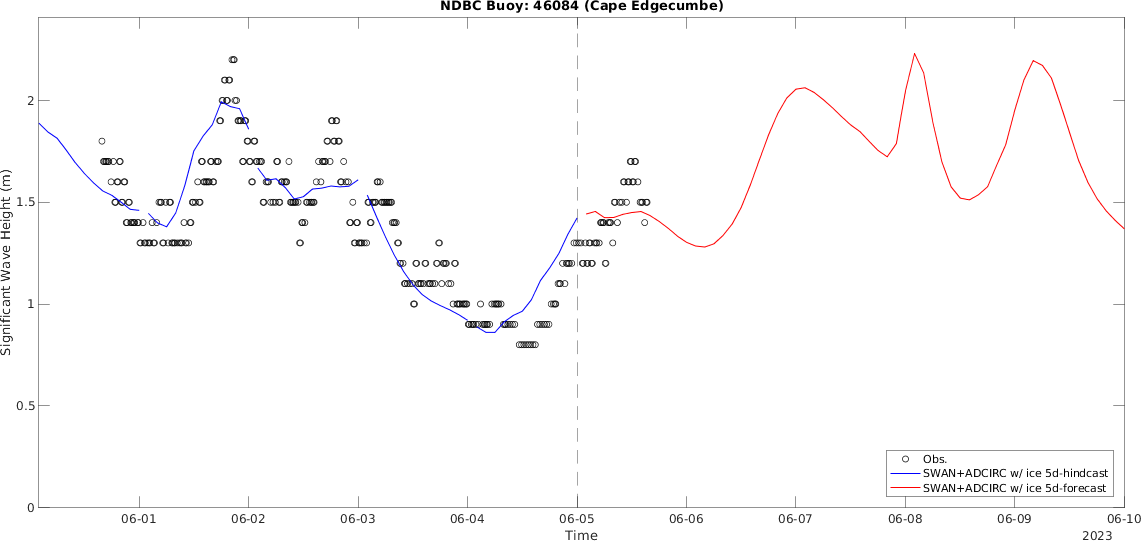 NDBC Buoy: 46084 (Cape Edgecumbe)
Significant Wave Height (m)
2
1.5
1
0.5
0
Obs.
SWAN+ADCIRC w/ ice 5d-hindcast
SWAN+ADCIRC w/ ice 5d-forecast
06-01 06-02 06-03 06-04 06-05 06-06 06-07 06-08 06-09 06-10
Time
2023